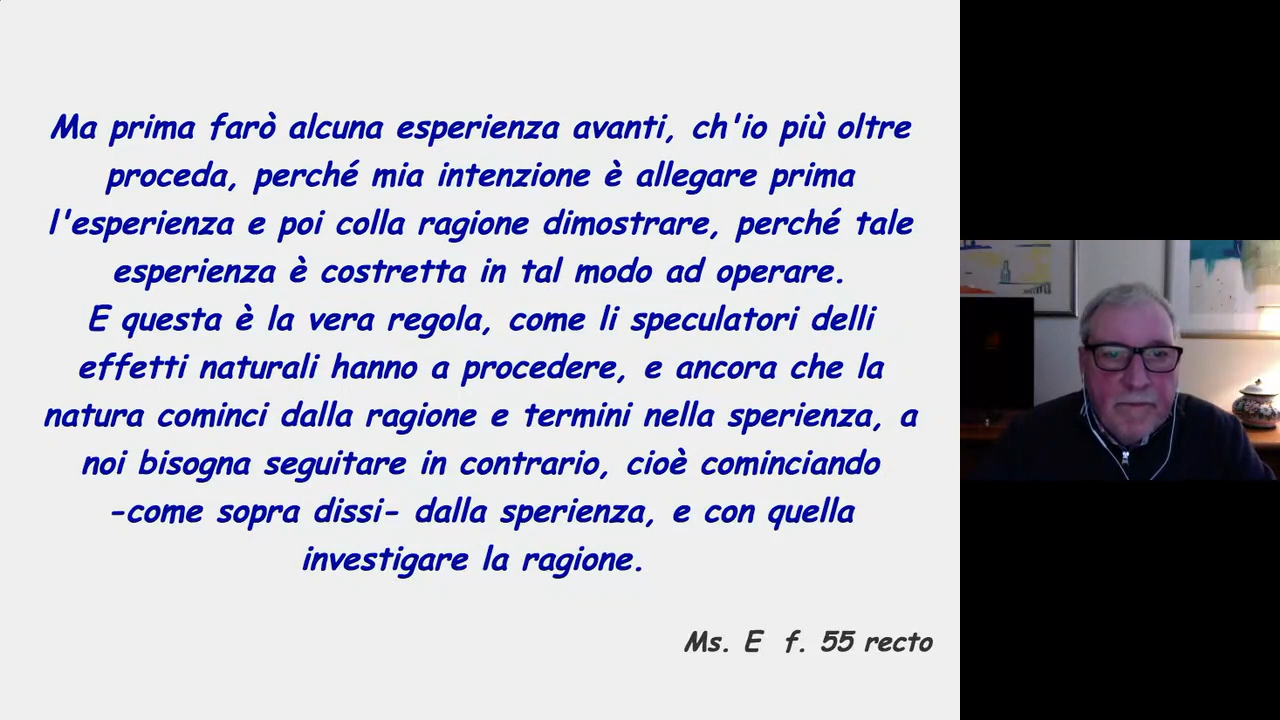 Ma prima farò alcuna esperienza avanti, ch'io più oltre
proceda, perché mia intenzione è allegare prima
l'esperienza e poi colla ragione dimostrare, perché tale
esperienza è costretta in tal modo ad operare.
E questa è la vera regola, come li speculatori delli
effetti naturali hanno a procedere, e ancora che la
natura cominci dalla ragione e termini nella sperienza, a
noi bisogna seguitare in contrario, cioè cominciando
-come sopra dissi- dalla sperienza, e con quella
investigare la ragione.
Ms. E f. 55 recto